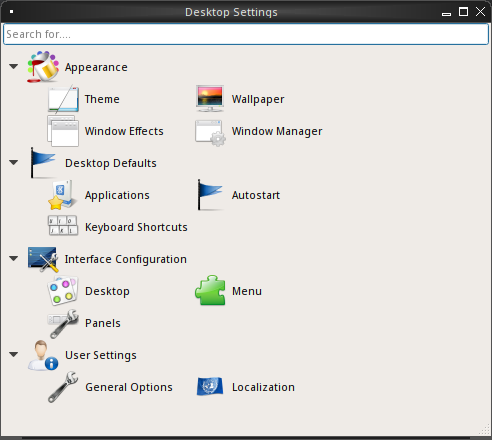 Desktop Settings
Search for....
Appearance
Theme Wallpaper
Window Effects Window Manager
Desktop Defaults
Applications Autostart
Keyboard Shortcuts
Interface Configuration
Desktop Menu
Panels
User Settings
General Options Localization